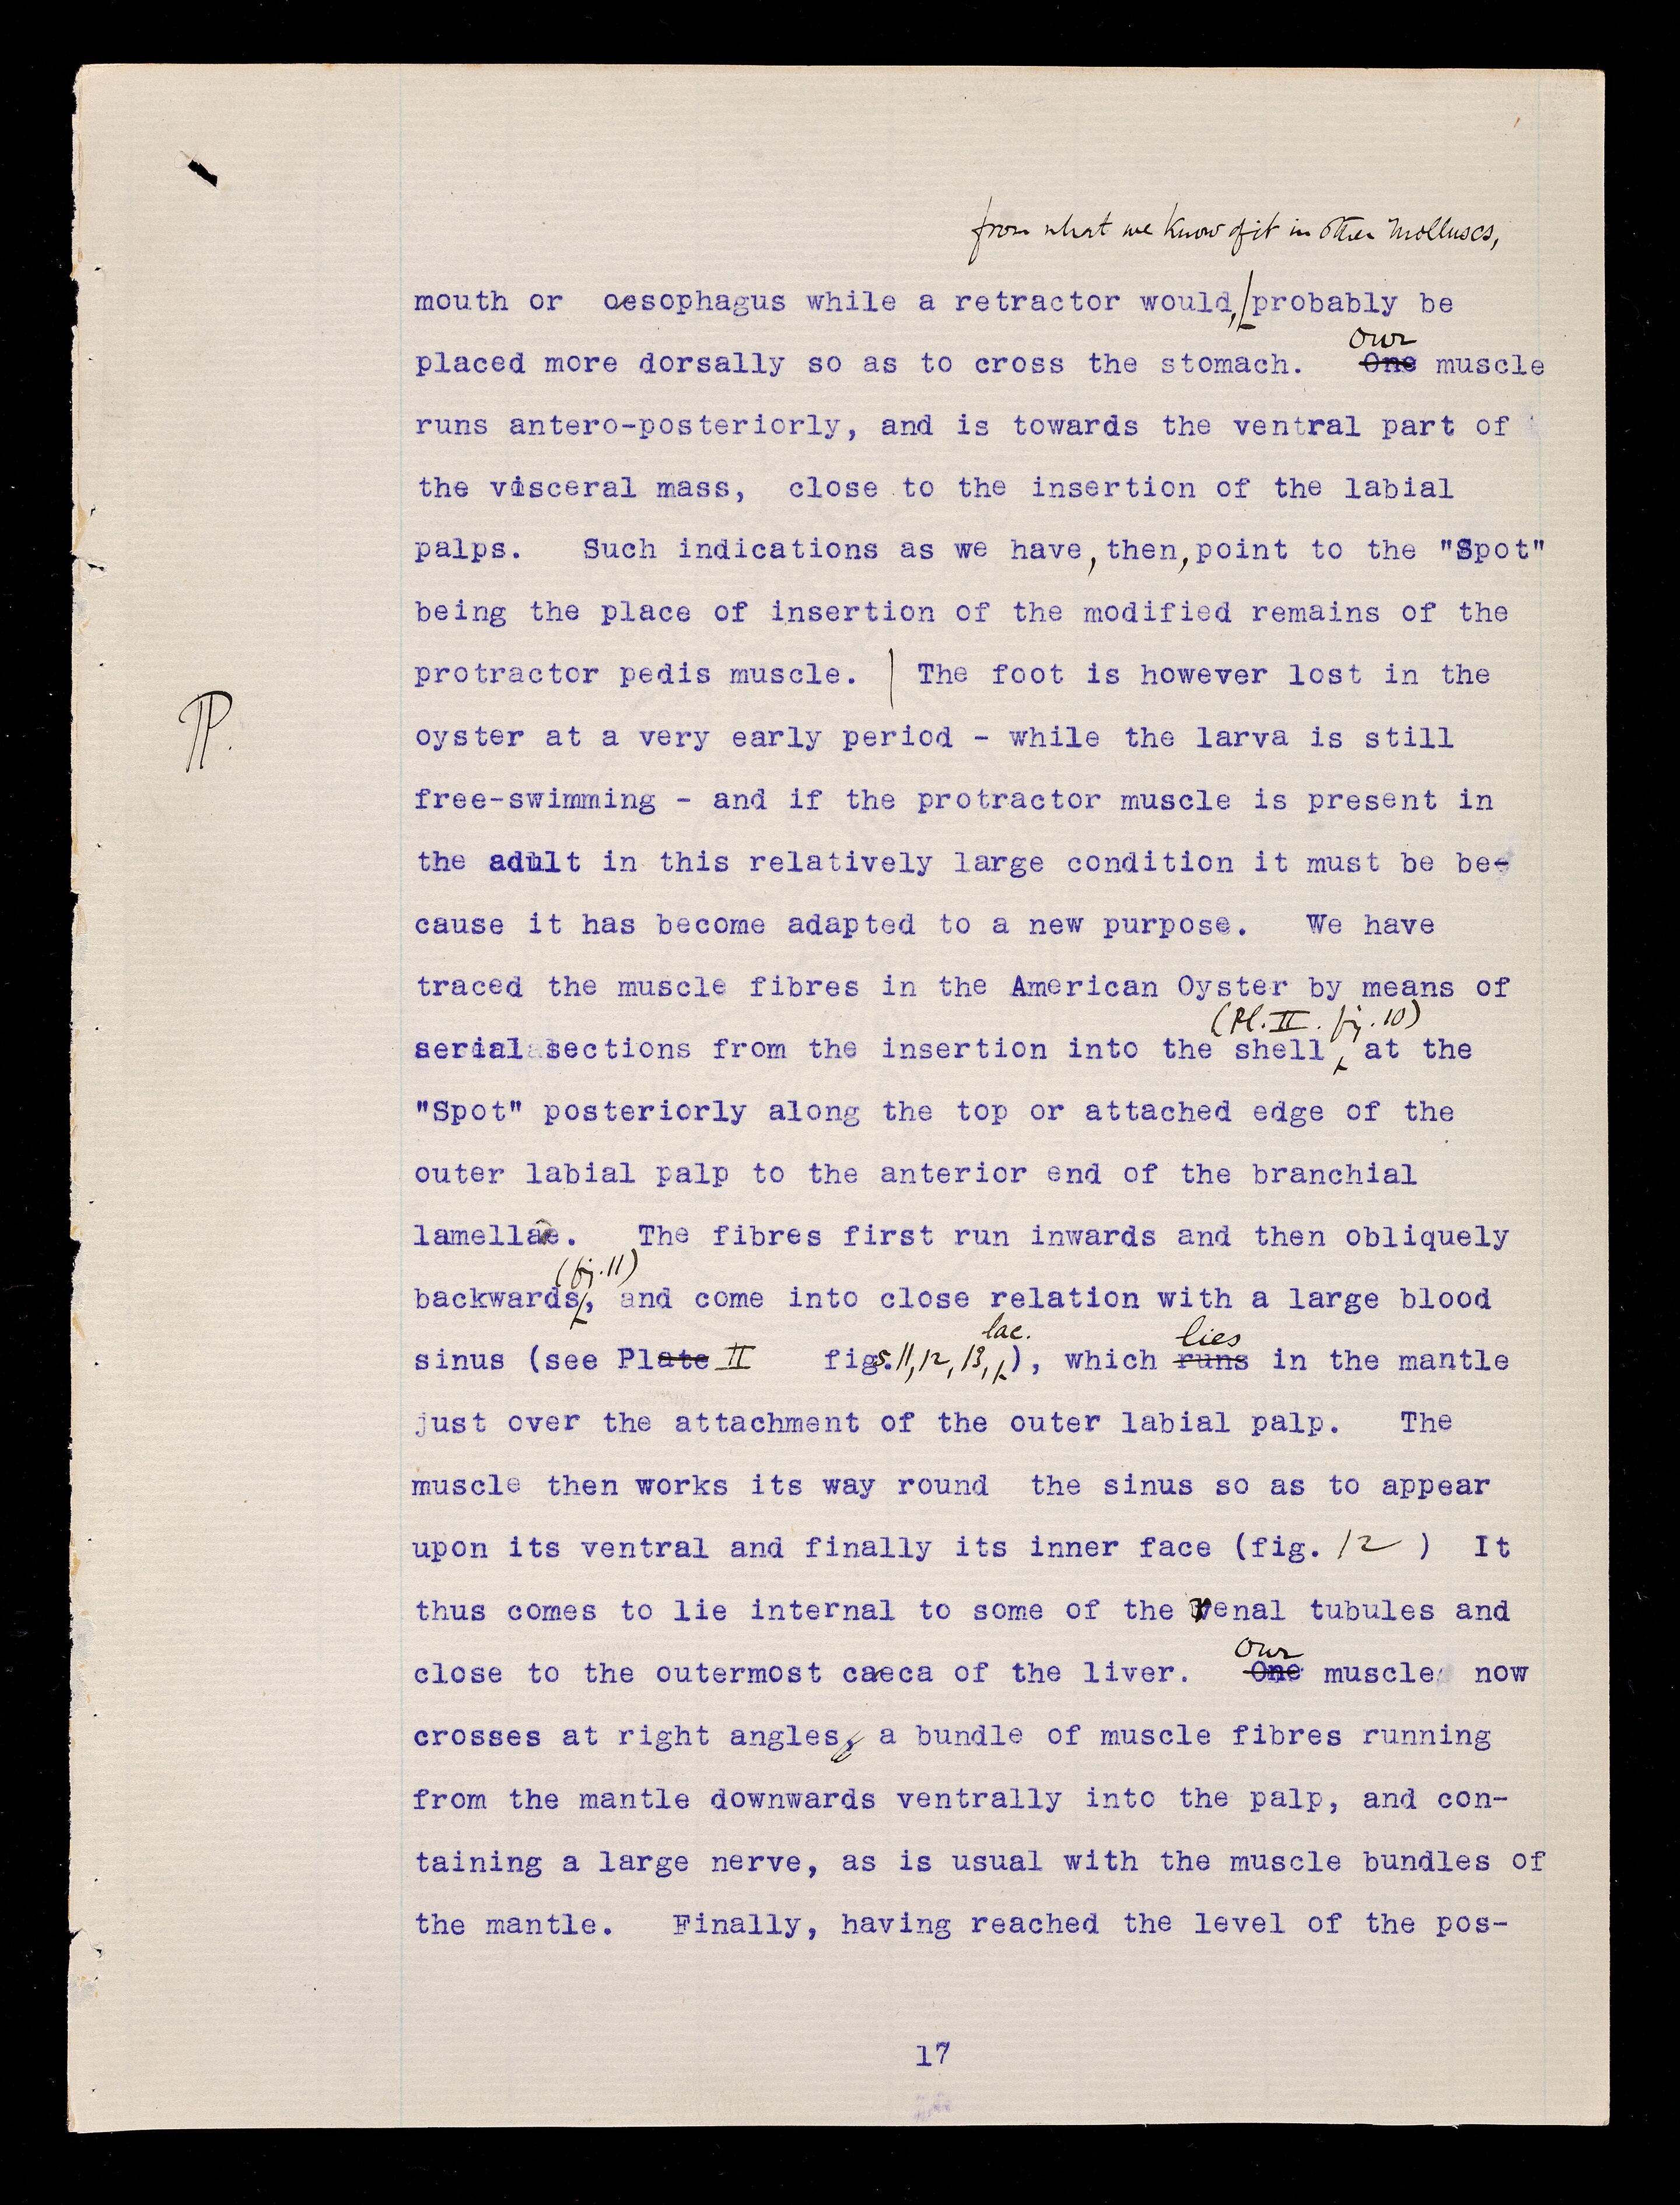 from what we know of it in other Molluscs,
mouth or oesophagus while a retractor would, probably be
our
placed more dorsally so as to cross the stomach. One muscle
runs antero-posteriorly, and is towards the ventral part of
the visceral mass, close to the insertion of the labial
palps. Such indications as we have, then, point to the "Spot"
being the place of insertion of the modified remains of the
protractor pedis muscle. | The foot is however lost in the
P.
oyster at a very early period - while the larva is still
free-swimming - and if the protractor muscle is present in
the adult in this relatively large condition it must be be-
cause it has become adapted to a new purpose. We have
traced the muscle fibres in the American Oyster by means of
(Pl. II. fig. 10)
serial sections from the insertion into the shell at the
"Spot" posteriorly along the top or attached edge of the
outer labial palp to the anterior end of the branchial
lamellae. The fibres first run inwards and then obliquely
(fig. 11)
backwards, and come into close relation with a large blood
lac. lies
sinus (see Plate II figs. 11, 12, 13, ), which runs in the mantle
just over the attachment of the outer labial palp. The
muscle then works its way round the sinus so as to appear
upon its ventral and finally its inner face (fig. 12 ) It
thus comes to lie internal to some of the renal tubules and
our
close to the outermost caeca of the liver. One muscle now
crosses at right angles a bundle of muscle fibres running
from the mantle downwards ventrally into the palp, and con-
taining a large nerve, as is usual with the muscle bundles of
the mantle. Finally, having reached the level of the pos-
17